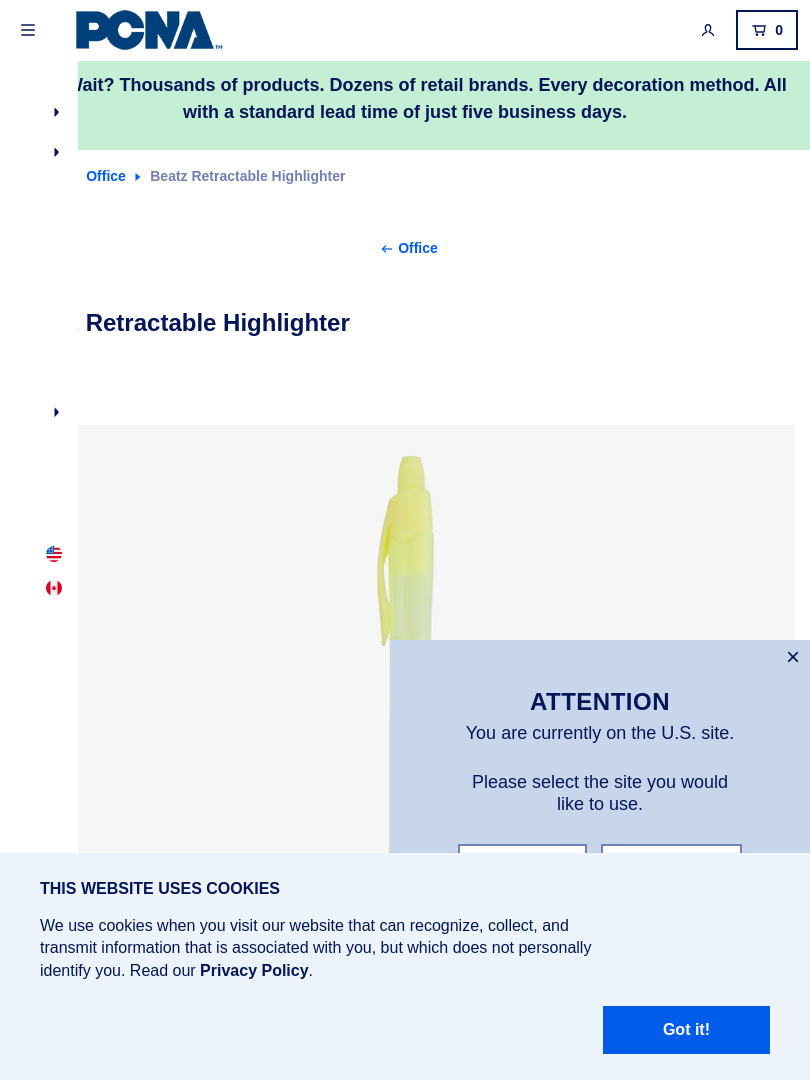 PCNA™
0
Wait? Thousands of products. Dozens of retail brands. Every decoration method. All
with a standard lead time of just five business days.
Office
Beatz Retractable Highlighter
Office
Retractable Highlighter
ATTENTION
You are currently on the U.S. site.
Please select the site you would
like to use.
THIS WEBSITE USES COOKIES
We use cookies when you visit our website that can recognize, collect, and
transmit information that is associated with you, but which does not personally
identify you. Read our Privacy Policy.
Got it!